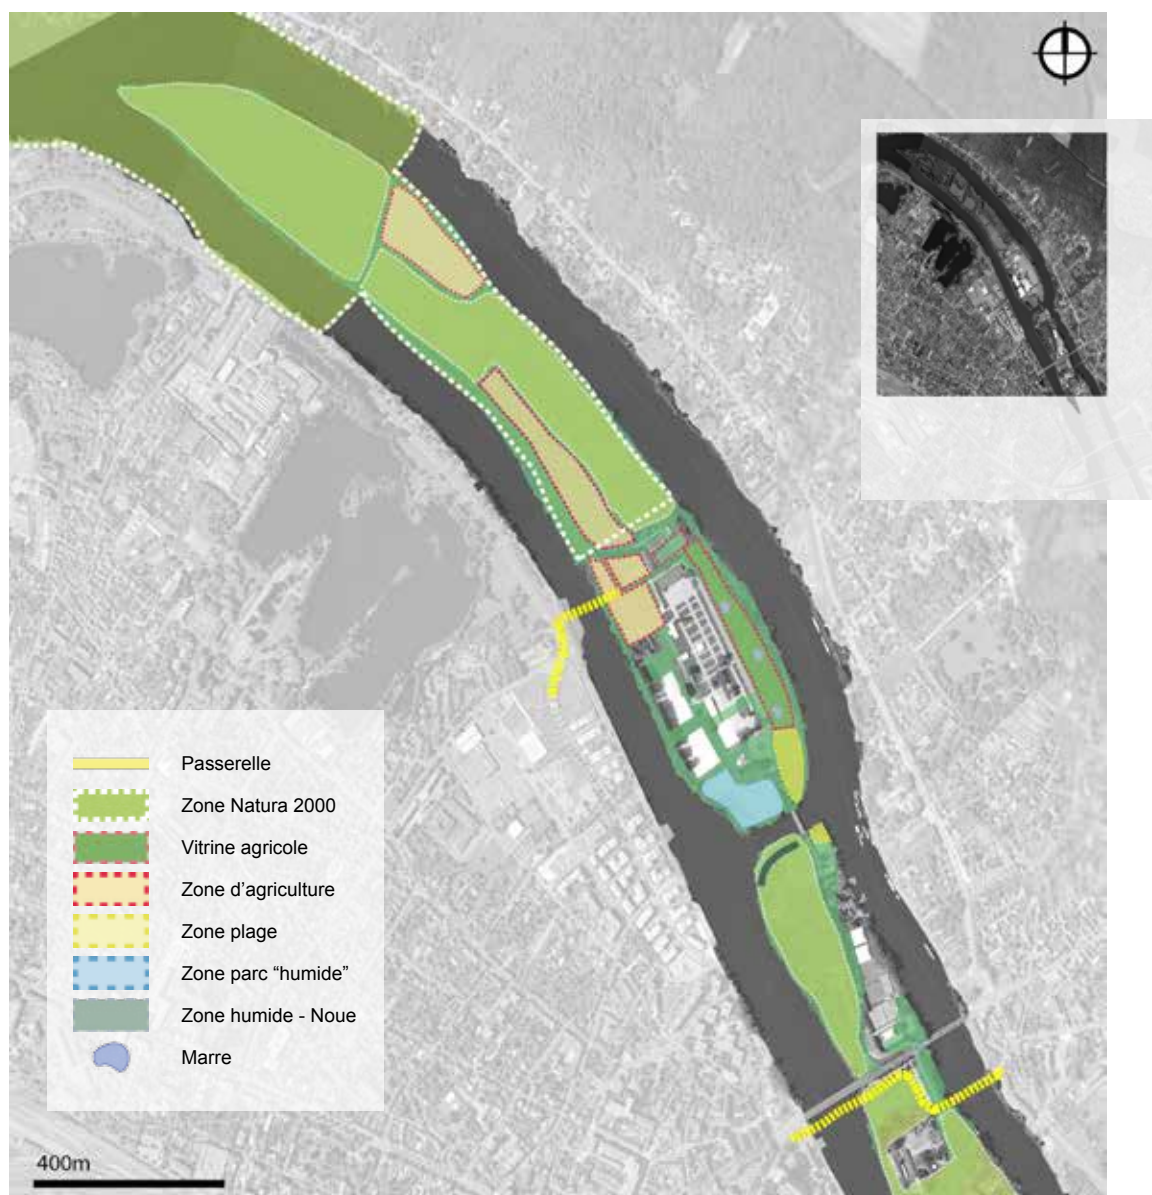 Passerelle
Zone Natura 2000
Vitrine agricole
Zone d’agriculture
Zone plage
Zone parc “humide”
Zone humide - Noue
Marre
400m